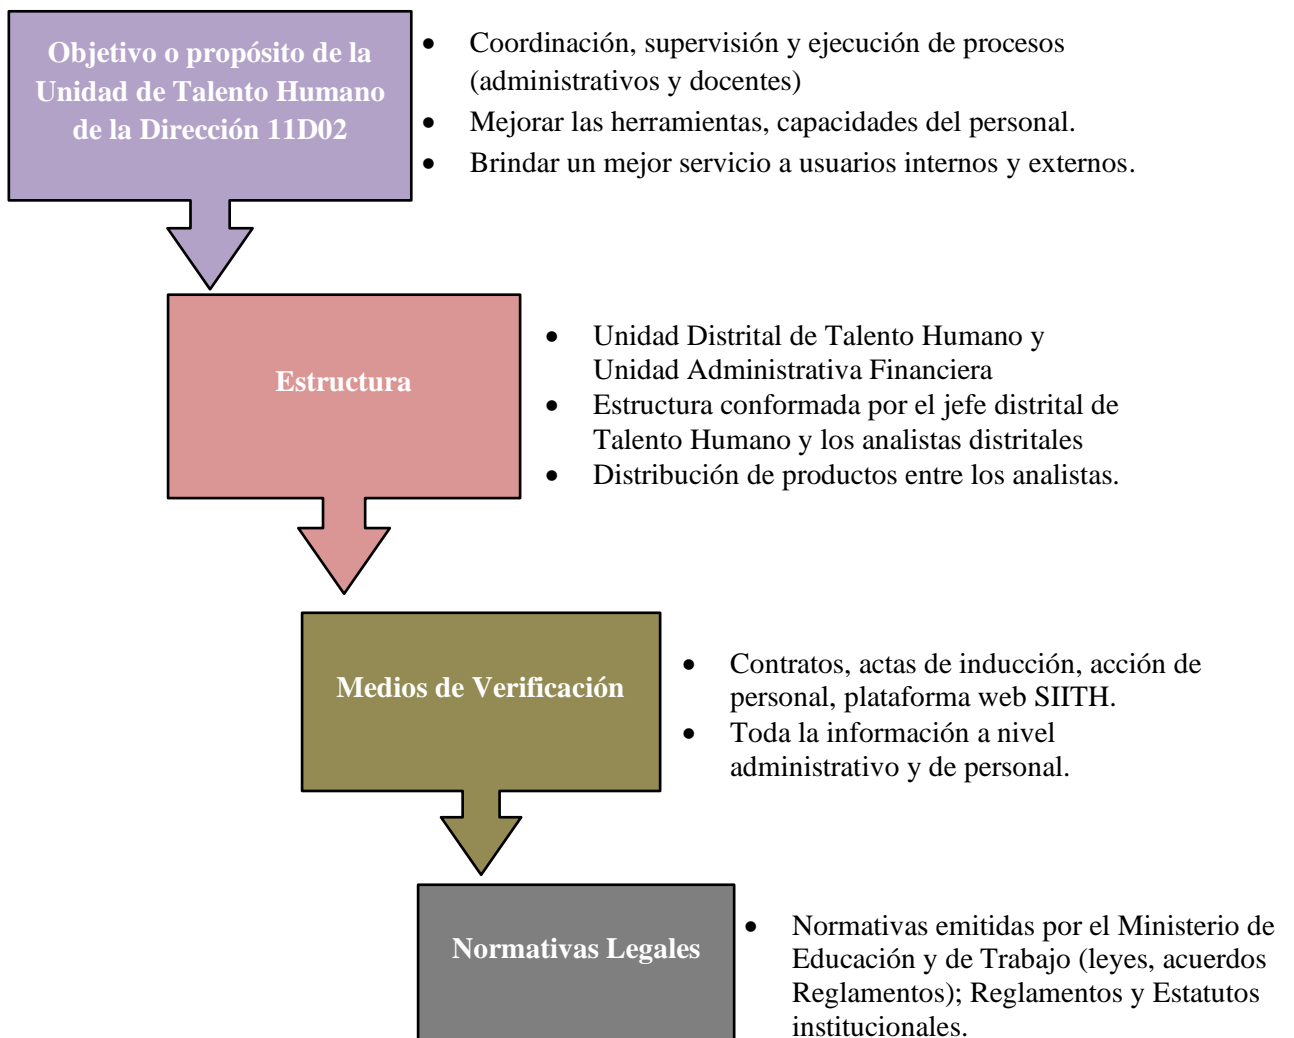 Objetivo o propósito de la
Unidad de Talento Humano
de la Dirección 11D02
• Coordinación, supervisión y ejecución de procesos
(administrativos y docentes)
• Mejorar las herramientas, capacidades del personal.
• Brindar un mejor servicio a usuarios internos y externos.
Estructura
• Unidad Distrital de Talento Humano y
Unidad Administrativa Financiera
• Estructura conformada por el jefe distrital de
Talento Humano y los analistas distritales
• Distribución de productos entre los analistas.
Medios de Verificación
• Contratos, actas de inducción, acción de
personal, plataforma web SIITH.
• Toda la información a nivel
administrativo y de personal.
Normativas Legales
• Normativas emitidas por el Ministerio de
Educación y de Trabajo (leyes, acuerdos
Reglamentos); Reglamentos y Estatutos
institucionales.